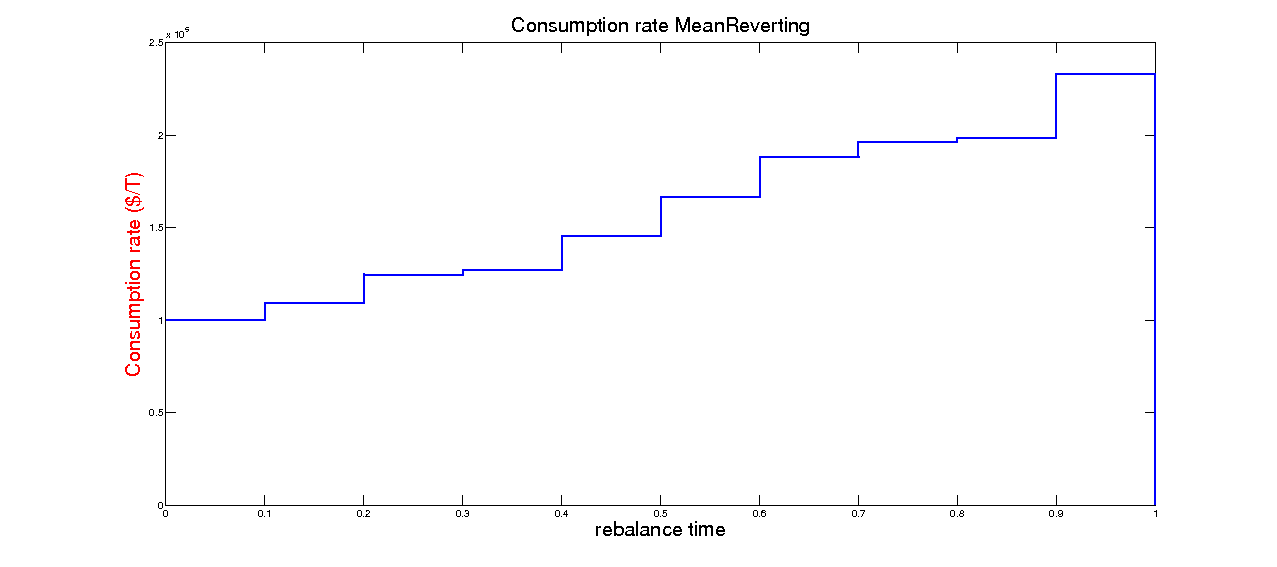 Consumption rate MeanReverting
x 10^5
2.5
2
1.5
1
0.5
0
Consumption rate ($/T)
0 0.1 0.2 0.3 0.4 0.5 0.6 0.7 0.8 0.9 1
rebalance time